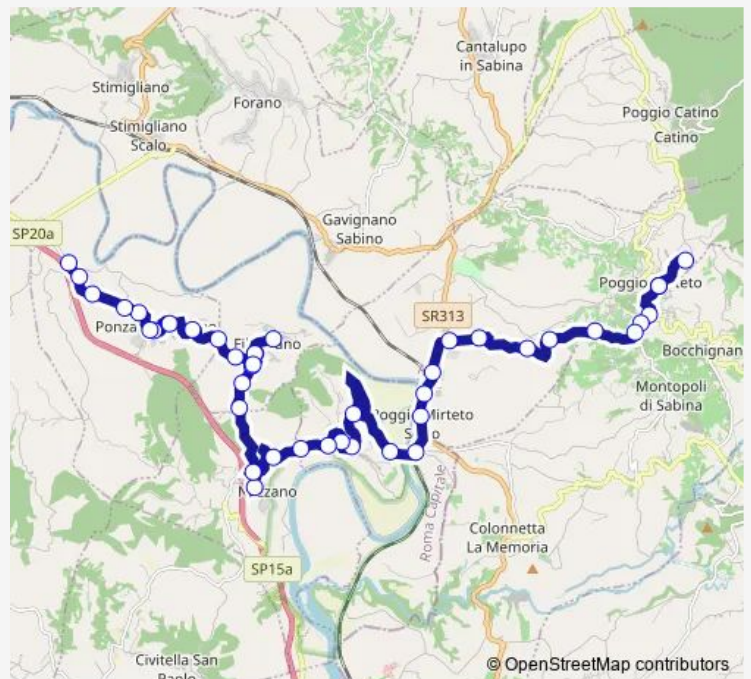 Cantalupo
in Sabina
Stimigliano
Forano
Poggio Catino
Catino
Stimigliano
Scalo
Gavignano
Sabino
SP20a
SR313
Ponza
Bocchignan
Montopoli
di Sabina
Roma Capitale
Colonnetta
La Memoria
SP15a
Civitella San
© OpenStreetMap contributors